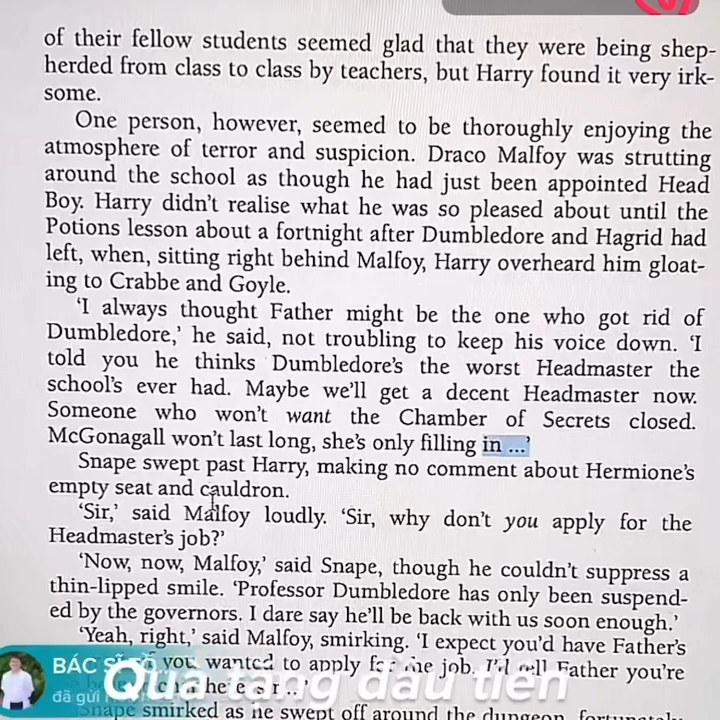 of their fellow students seemed glad that they were being shep-
herded from class to class by teachers, but Harry found it very irk-
some.
One person, however, seemed to be thoroughly enjoying the
atmosphere of terror and suspicion. Draco Malfoy was strutting
around the school as though he had just been appointed Head
Boy. Harry didn't realise what he was so pleased about until the
Potions lesson about a fortnight after Dumbledore and Hagrid had
left, when, sitting right behind Malfoy, Harry overheard him gloat-
ing to Crabbe and Goyle.
'I always thought Father might be the one who got rid of
Dumbledore,' he said, not troubling to keep his voice down. 'I
told you he thinks Dumbledore's the worst Headmaster the
school's ever had. Maybe we'll get a decent Headmaster now.
Someone who won't want the Chamber of Secrets closed.
McGonagall won't last long, she's only filling in ...'
Snape swept past Harry, making no comment about Hermione's
empty seat and cauldron.
'Sir,' said Malfoy loudly. 'Sir, why don't you apply for the
Headmaster's job?'
'Now, now, Malfoy,' said Snape, though he couldn't suppress a
thin-lipped smile. 'Professor Dumbledore has only been suspend-
ed by the governors. I dare say he'll be back with us soon enough.'
'Yeah, right,' said Malfoy, smirking. 'I expect you'd have Father's
you wanted to apply for the job. I'll tell Father you're
BÁC SĨ TÔ
đã gửi
Quà tặng đầu tiên
Snape smirked as he swept off around the dungeon, fortunately